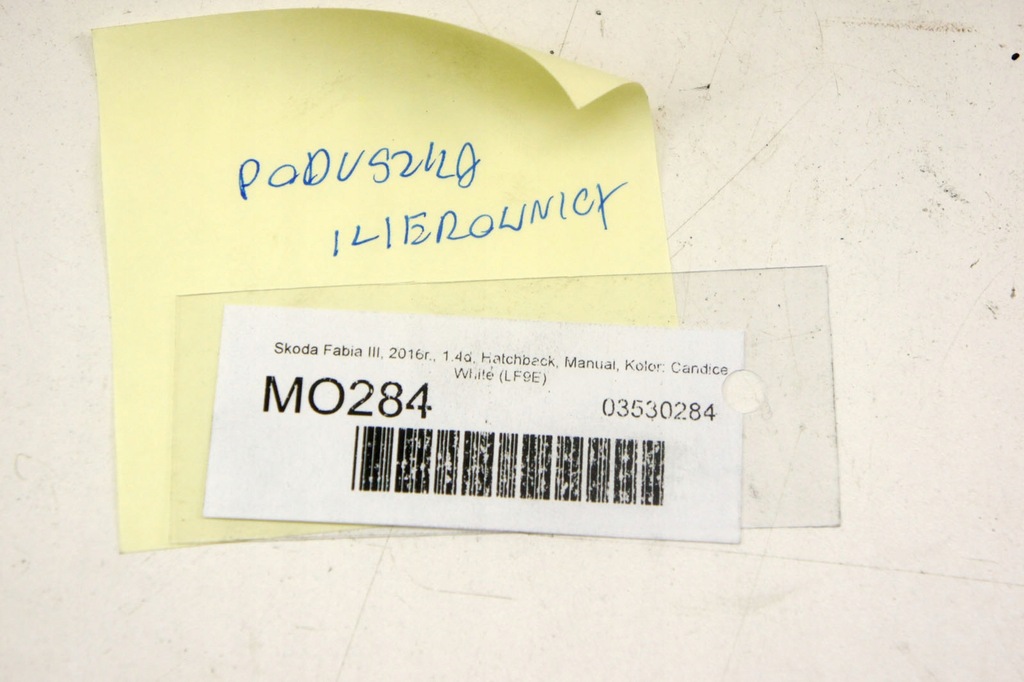 PODUSZKA
KIEROWNICY
Skoda Fabia III, 2016r., 1.4d, Hatchback, Manual, Kolor: Candice
White (LF9E)
MO284
03530284